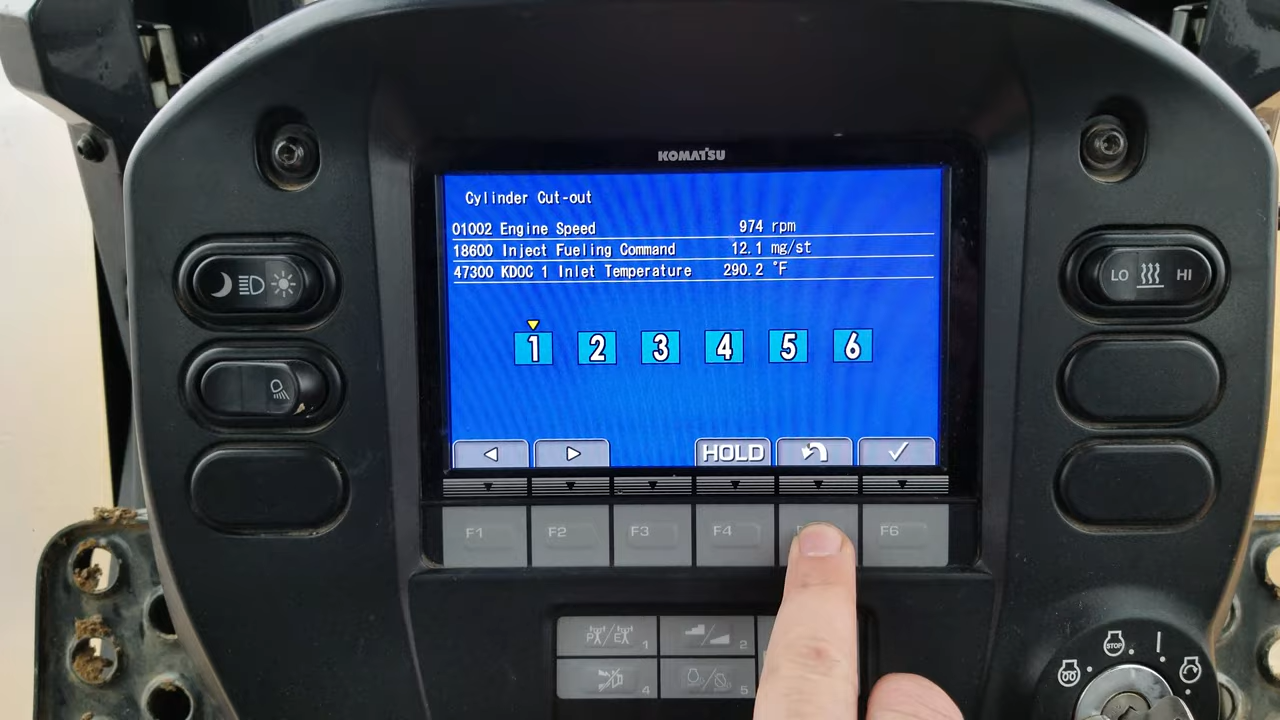 KOMATSU
Cylinder Cut-out
01002 Engine Speed 974 rpm
18600 Inject Fueling Command 12.1 mg/st
47300 KDOC 1 Inlet Temperature 290.2 °F
1 2 3 4 5 6
HOLD
F1 F2 F3 F4 F6
LO HI
P EX 1 2
4 5
STOP